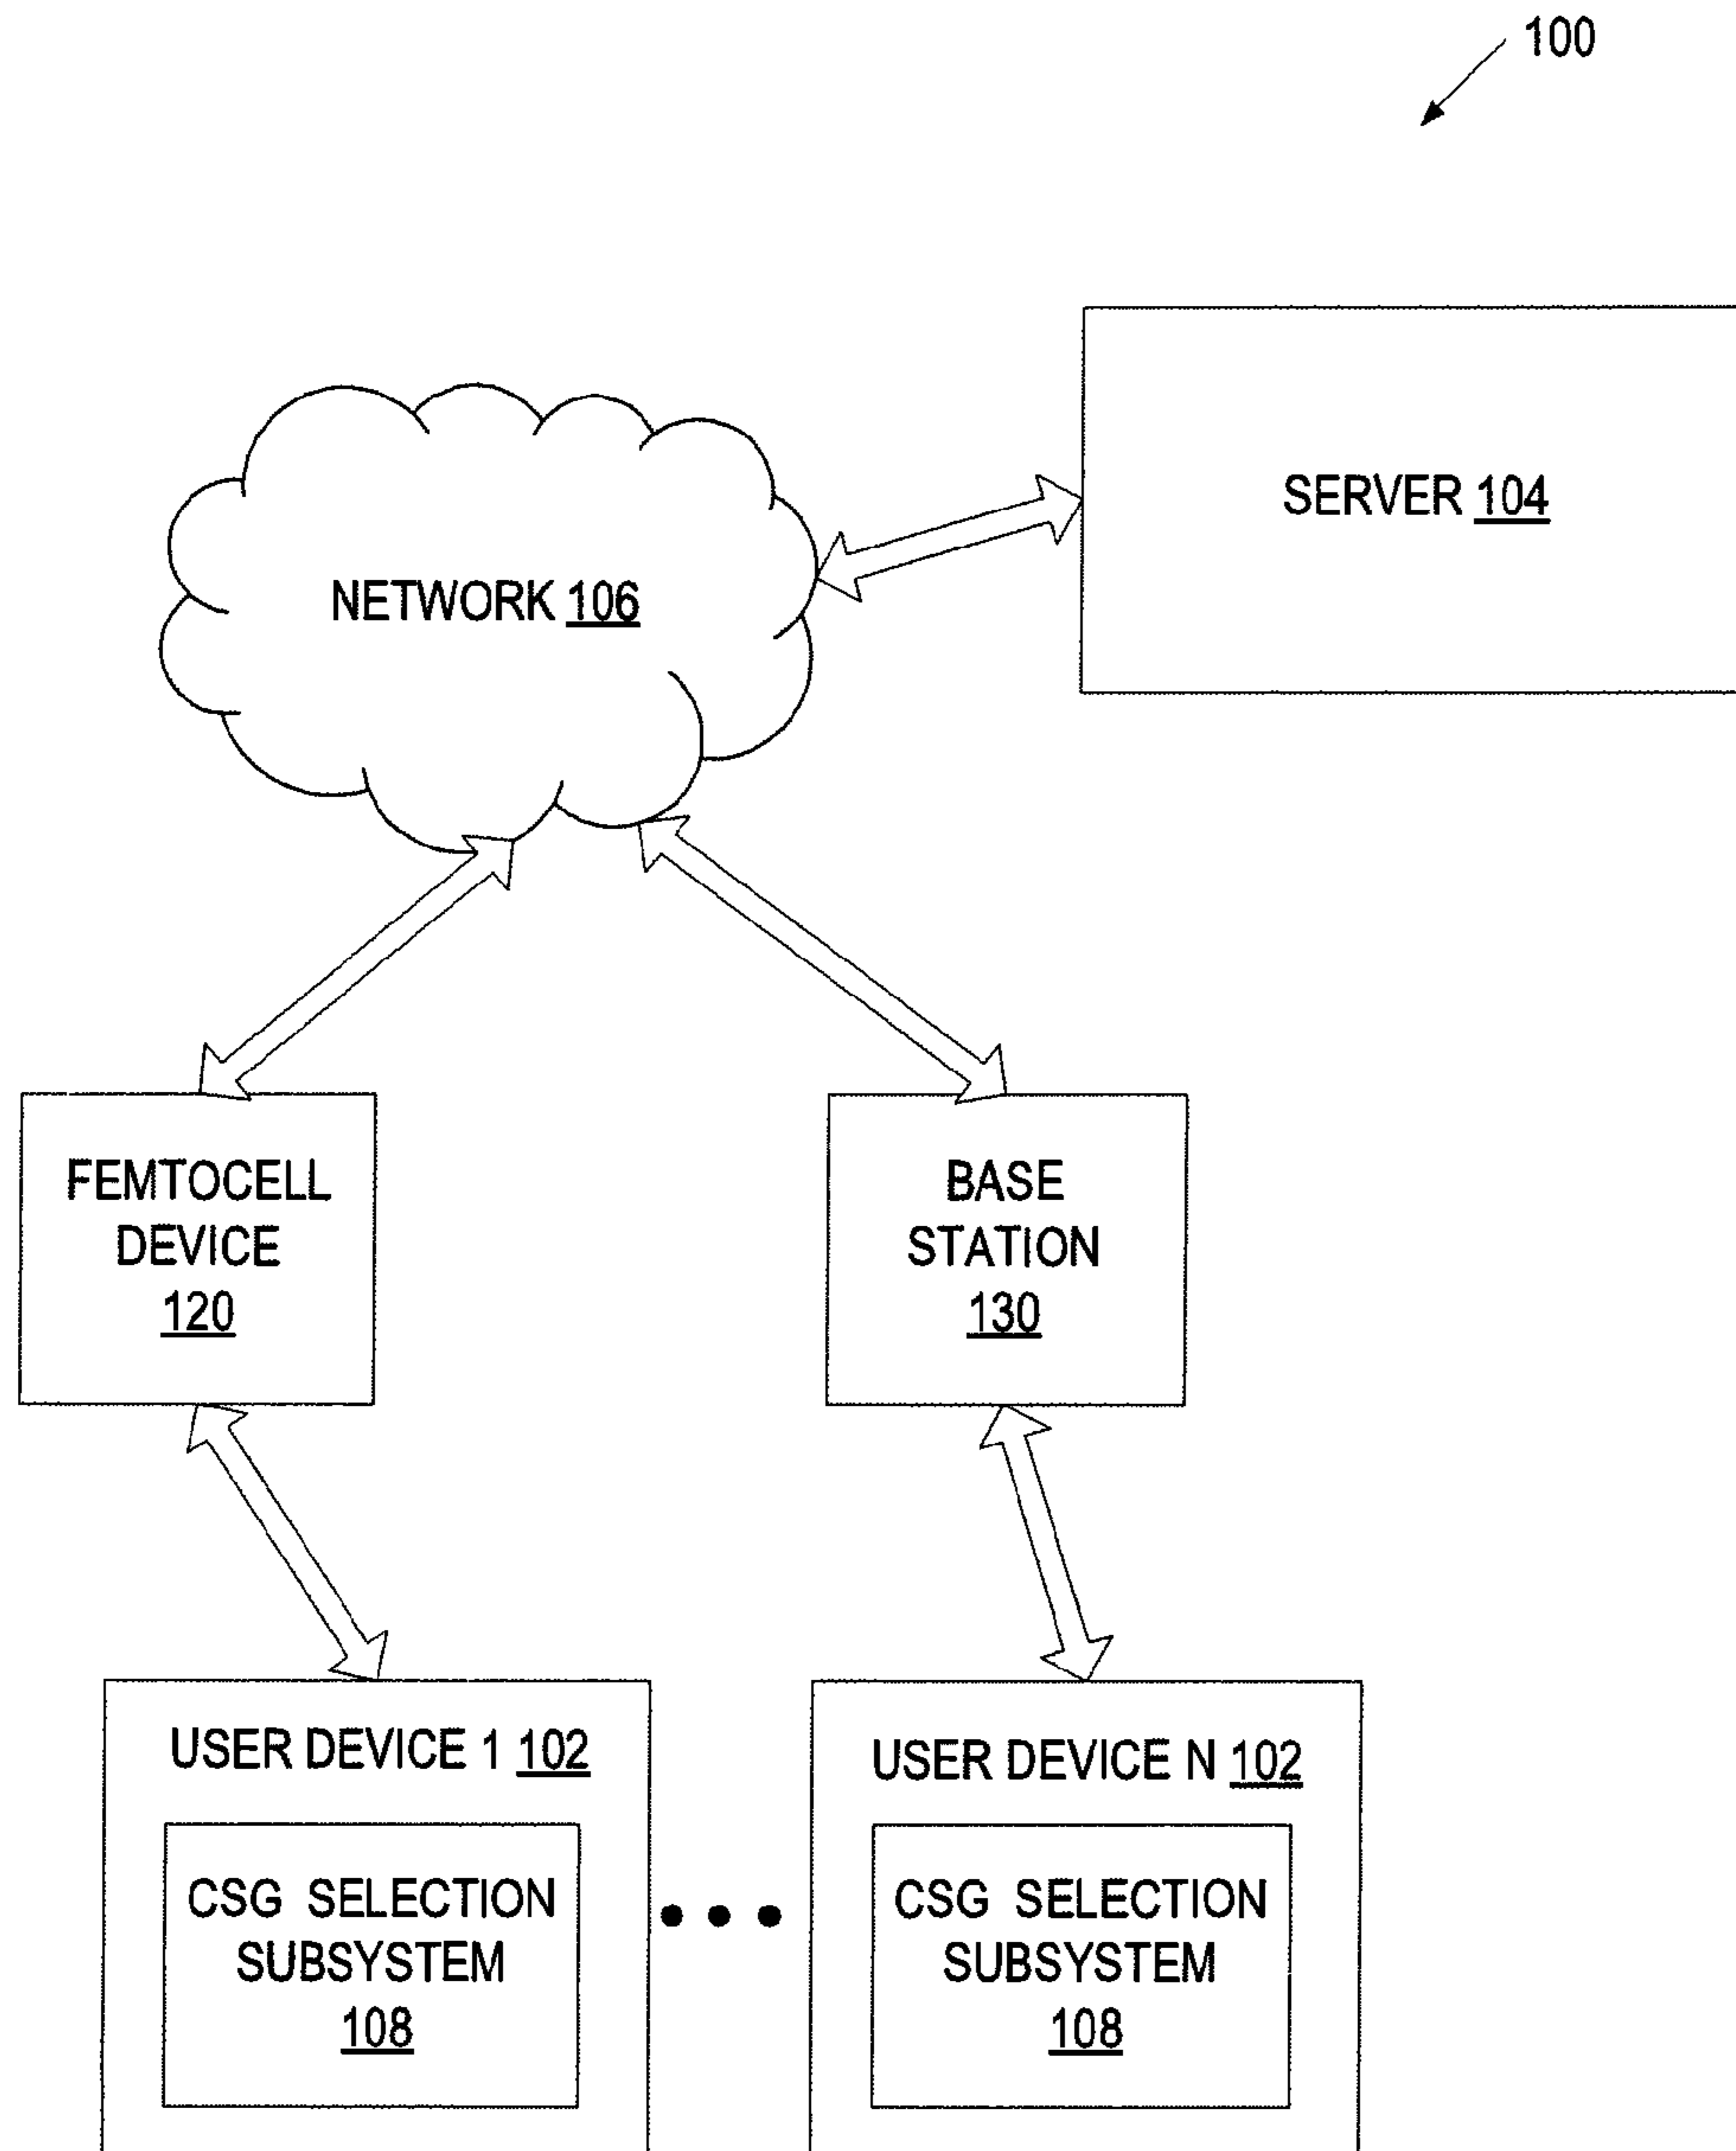 100
SERVER 104
NETWORK 106
FEMTOCELL
DEVICE
120
BASE
STATION
130
USER DEVICE 1 102
CSG SELECTION
SUBSYSTEM
108
USER DEVICE N 102
CSG SELECTION
SUBSYSTEM
108